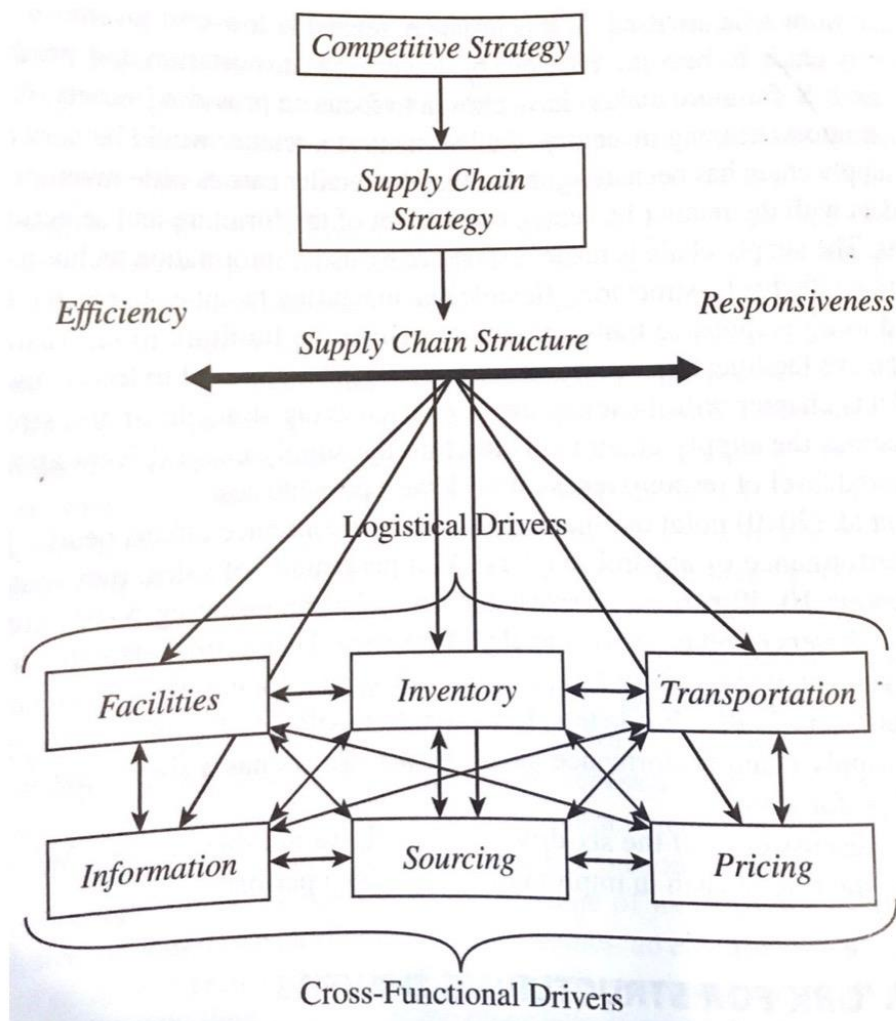 Competitive Strategy
Supply Chain
Strategy
Efficiency
Responsiveness
Supply Chain Structure
Logistical Drivers
Facilities
Inventory
Transportation
Information
Sourcing
Pricing
Cross-Functional Drivers